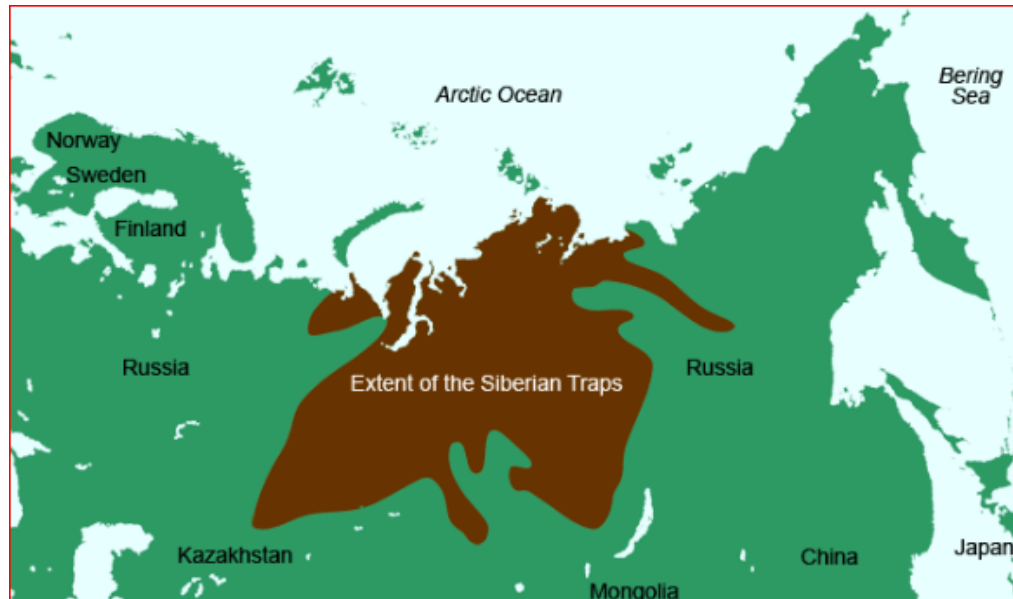 Arctic Ocean
Bering
Sea
Norway
Sweden
Finland
Russia
Extent of the Siberian Traps
Russia
Kazakhstan
China
Japan
Mongolia